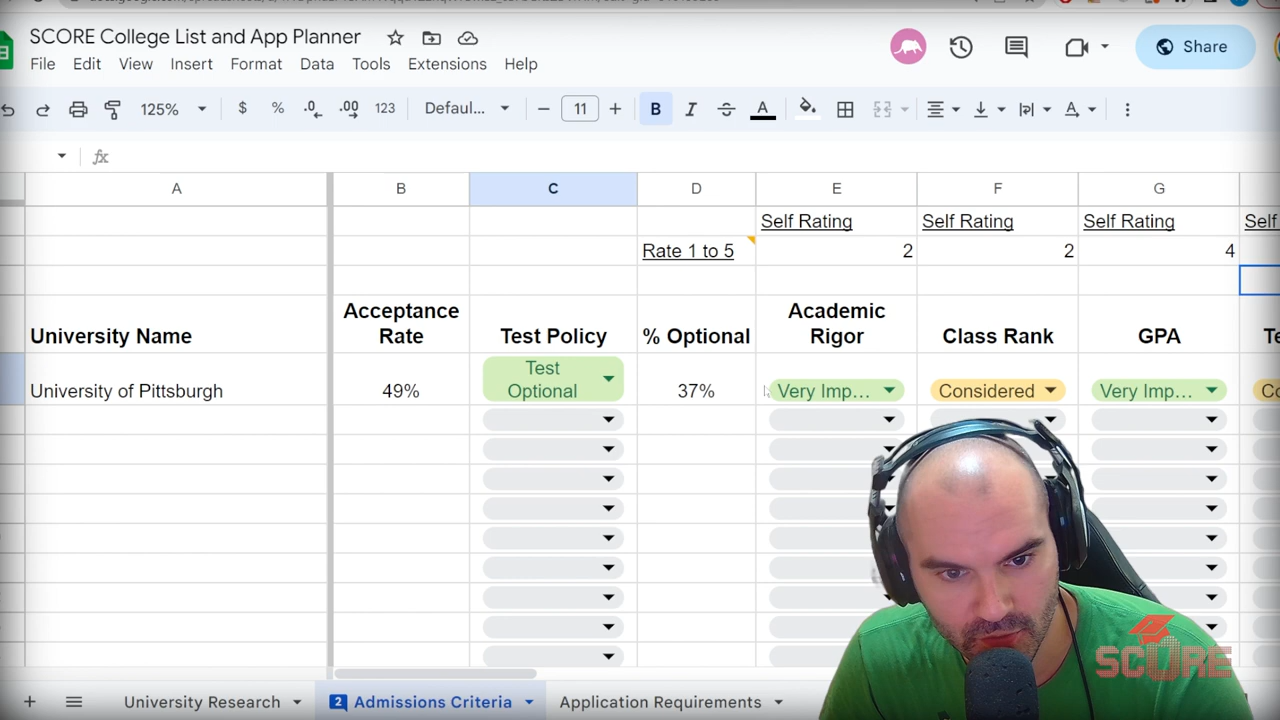 SCORE College List and App Planner
Share
File Edit View Insert Format Data Tools Extensions Help
125% $ % .0 .00 123 Defaul... 11 B I A
fx
A B C D E F G
Self Rating Self Rating Self Rating Self
Rate 1 to 5 2 2 4
University Name Acceptance Rate Test Policy % Optional Academic Rigor Class Rank GPA
University of Pittsburgh 49% Test Optional 37% Very Imp... Considered Very Imp...
SCORE
University Research 2 Admissions Criteria Application Requirements